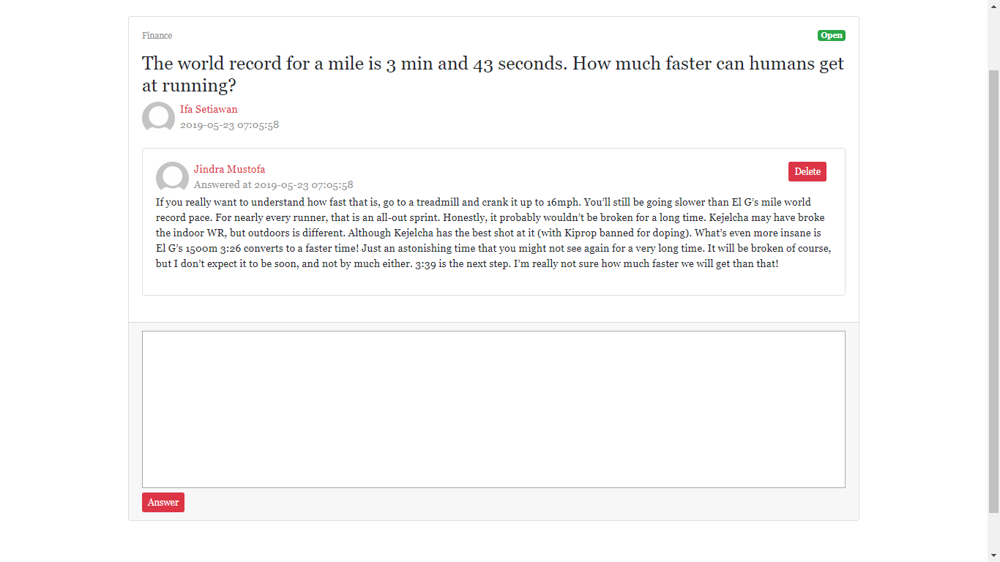 Finance
Open
The world record for a mile is 3 min and 43 seconds. How much faster can humans get
at running?
Ifa Setiawan
2019-05-23 07:05:58
Jindra Mustofa
Delete
Answered at 2019-05-23 07:05:58
If you really want to understand how fast that is, go to a treadmill and crank it up to 16mph. You’ll still be going slower than El G’s mile world
record pace. For nearly every runner, that is an all-out sprint. Honestly, it probably wouldn’t be broken for a long time. Kejelcha may have broke
the indoor WR, but outdoors is different. Although Kejelcha has the best shot at it (with Kiprop banned for doping). What’s even more insane is
El G’s 1500m 3:26 converts to a faster time! Just an astonishing time that you might not see again for a very long time. It will be broken of course,
but I don’t expect it to be soon, and not by much either. 3:39 is the next step. I’m really not sure how much faster we will get than that!
Answer